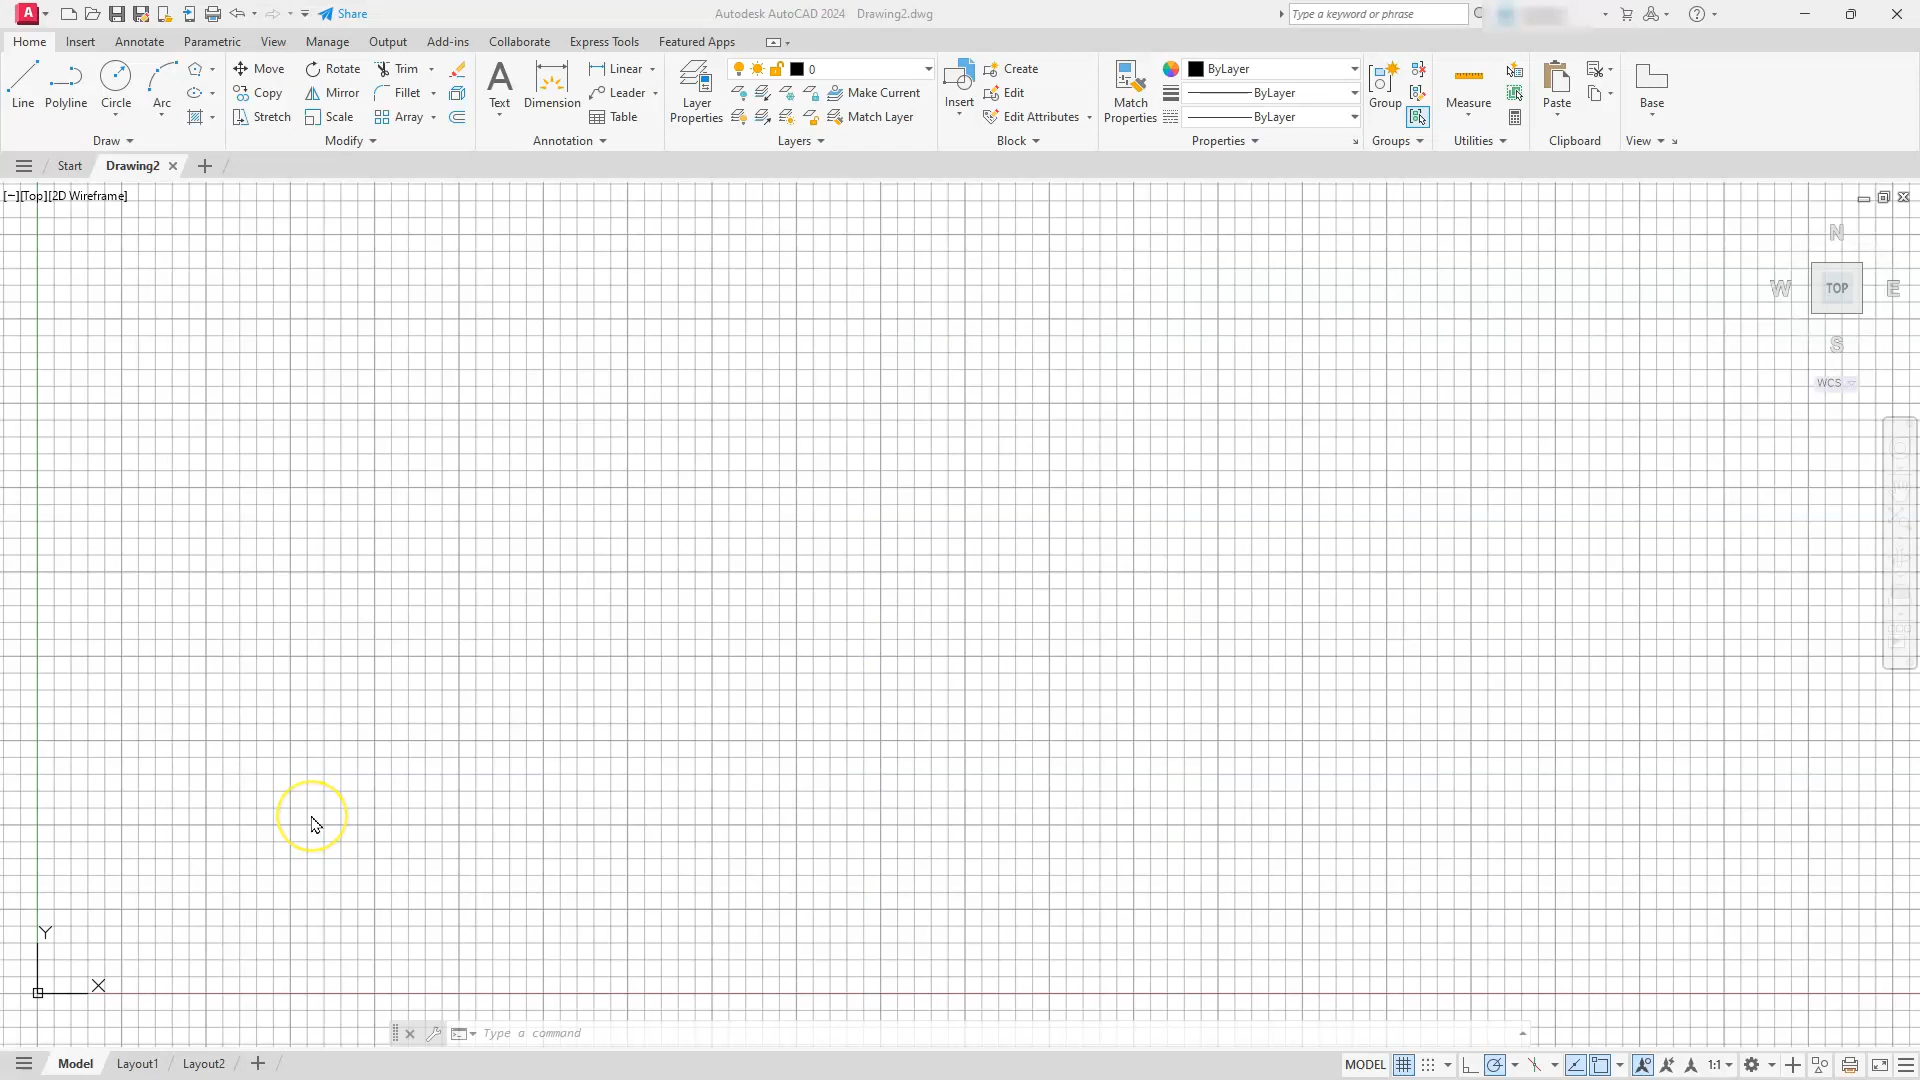 A Share Autodesk AutoCAD 2024 Drawing2.dwg Type a keyword or phrase
Home Insert Annotate Parametric View Manage Output Add-ins Collaborate Express Tools Featured Apps
Line Polyline Circle Arc
Move Rotate Trim
Copy Mirror Fillet
Stretch Scale Array
Text Dimension
Linear
Leader
Table
Layer Properties
0
Make Current
Match Layer
Insert
Create
Edit
Edit Attributes
Match Properties
ByLayer
ByLayer
ByLayer
Group
Measure
Paste
Base
Draw Modify Annotation Layers Block Properties Groups Utilities Clipboard View
Start Drawing2
[−][Top][2D Wireframe]
N
W TOP E
S
WCS
Y
X
Type a command
Model Layout1 Layout2 MODEL 1:1